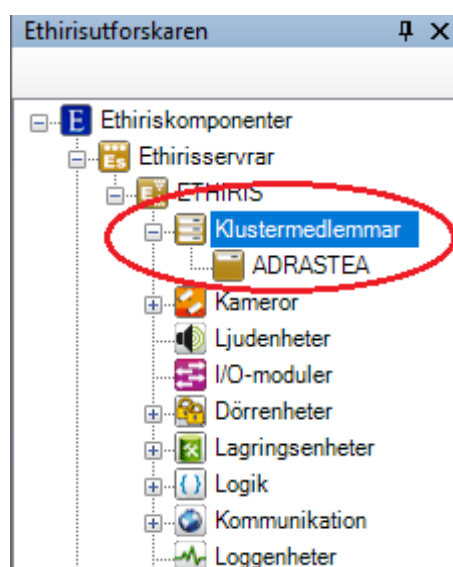 Ethirisutforskaren
Ethiriskomponenter
Ethirisservrar
ETHIRIS
Klustermedlemmar
ADRASTEA
Kameror
Ljudenheter
I/O-moduler
Dörrenheter
Lagringsenheter
Logik
Kommunikation
Loggenheter